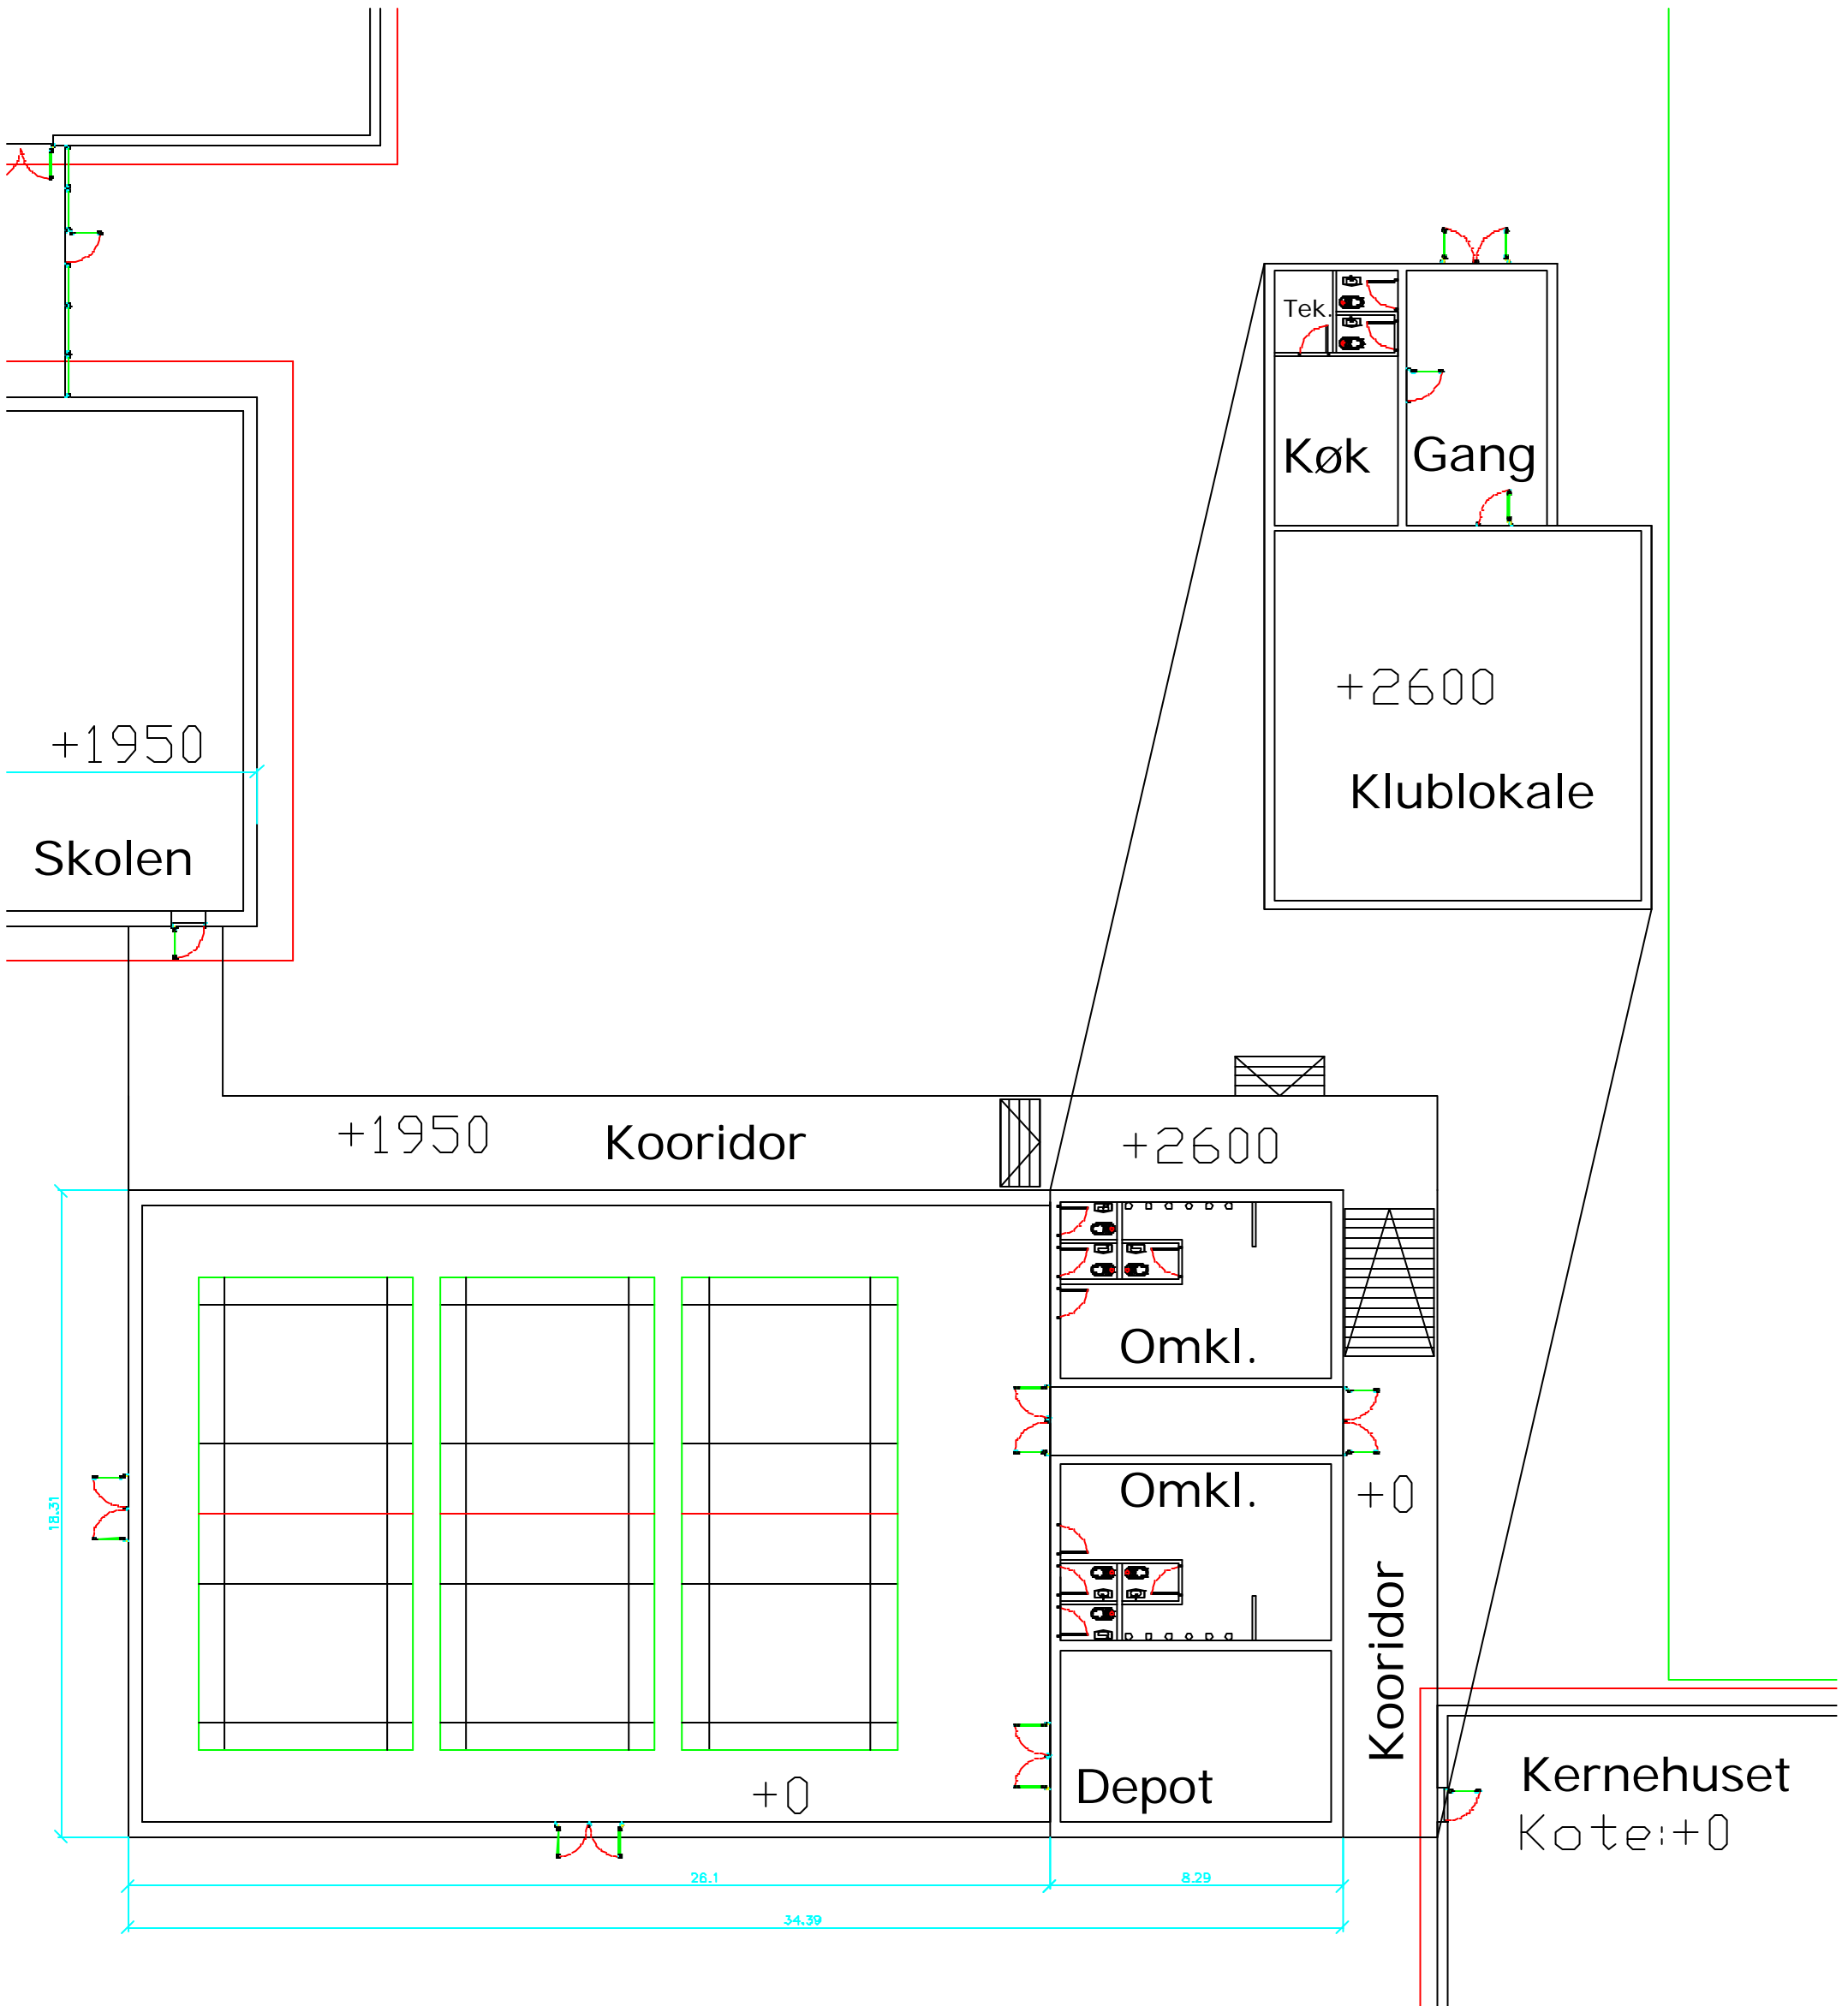 Tek.
Køk
Gang
+2600
Klublokale
+1950
Skolen
+1950
Kooridor
+2600
Omkl.
Omkl.
+0
Kooridor
18.31
Depot
+0
Kernehuset
Kote:+0
26.1
8.29
34.39